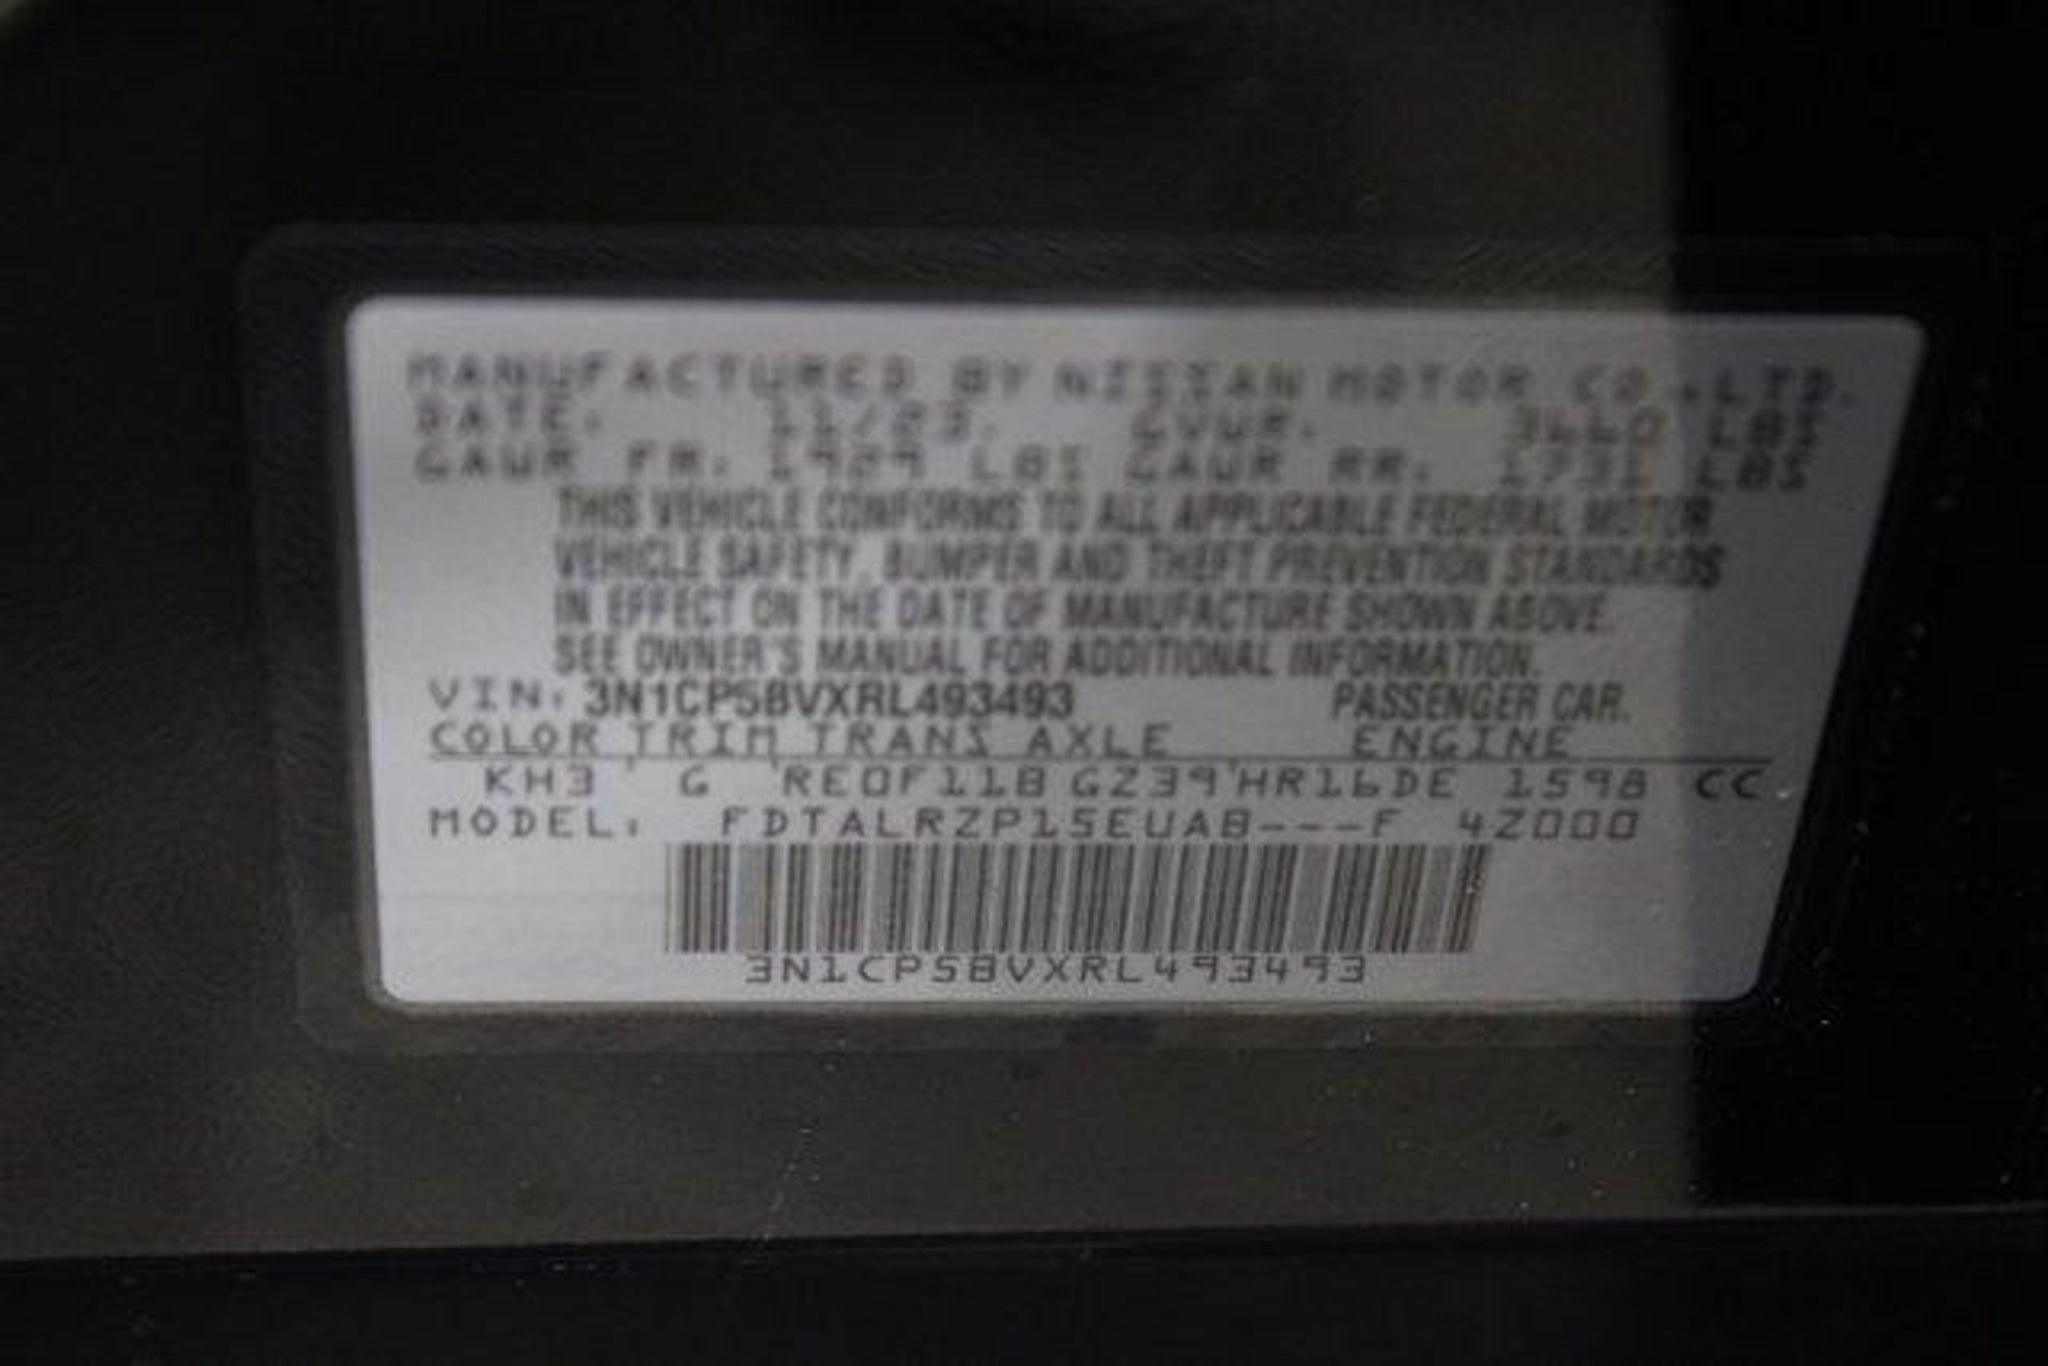 MANUFACTURED BY NISSAN MOTOR CO.,LTD.
DATE: 11/23. GVWR. 3660 LBS
GAWR FR. 1929 LBS GAWR RR. 1731 LBS
THIS VEHICLE CONFORMS TO ALL APPLICABLE FEDERAL MOTOR
VEHICLE SAFETY, BUMPER AND THEFT PREVENTION STANDARDS
IN EFFECT ON THE DATE OF MANUFACTURE SHOWN ABOVE.
SEE OWNER'S MANUAL FOR ADDITIONAL INFORMATION.
VIN: 3N1CP5BVXRL493493 PASSENGER CAR.
COLOR TRIM TRANS AXLE ENGINE
KH3 G RE0F11B GZ39 HR16DE 1598 CC
MODEL: FDTALRZP15EUAB---F 4Z000
3N1CP5BVXRL493493